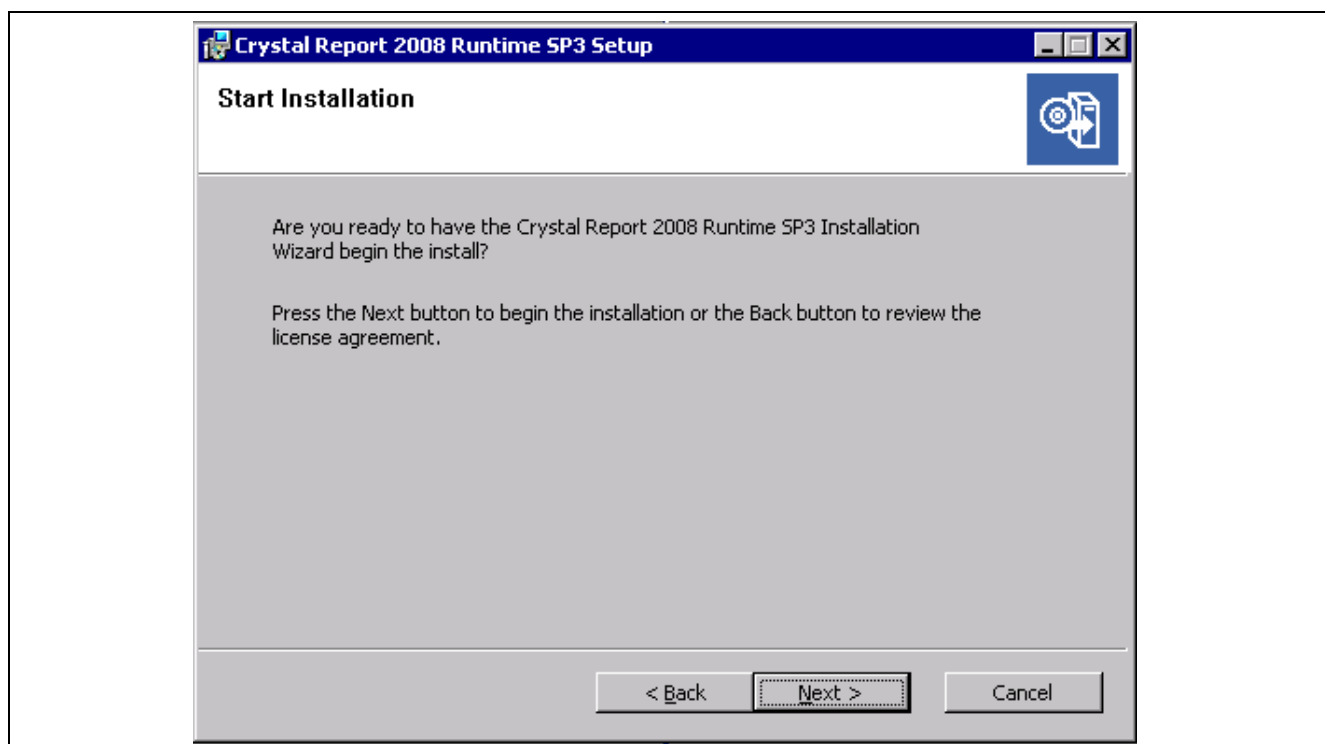 Crystal Report 2008 Runtime SP3 Setup
Start Installation
Are you ready to have the Crystal Report 2008 Runtime SP3 Installation
Wizard begin the install?
Press the Next button to begin the installation or the Back button to review the
license agreement.
< Back Next > Cancel